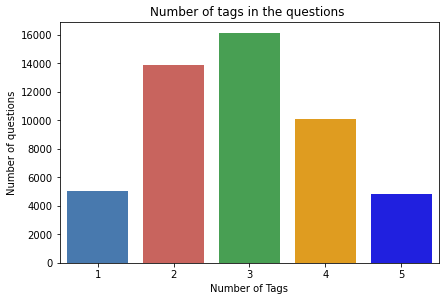 Number of tags in the questions
Number of questions
16000
14000
12000
10000
8000
6000
4000
2000
0
1 2 3 4 5
Number of Tags